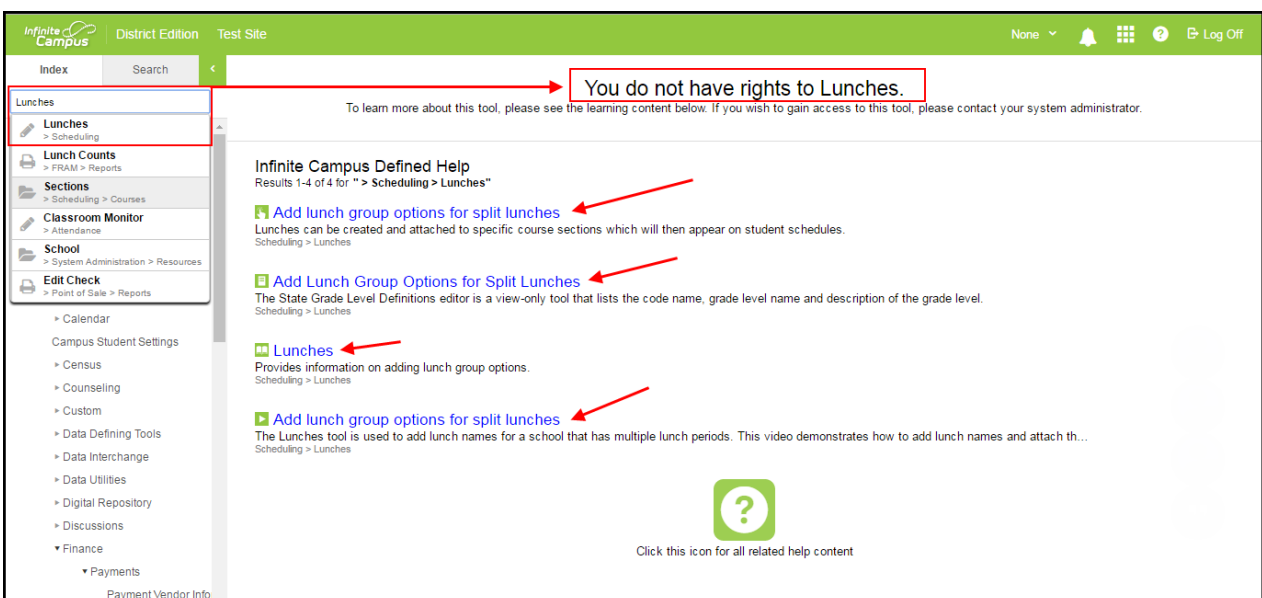 Infinite Campus District Edition Test Site None Log Off
Index Search
Lunches
Lunches
> Scheduling
Lunch Counts
> FRAM > Reports
Sections
> Scheduling > Courses
Classroom Monitor
> Attendance
School
> System Administration > Resources
Edit Check
> Point of Sale > Reports
▸ Calendar
Campus Student Settings
▸ Census
▸ Counseling
▸ Custom
▸ Data Defining Tools
▸ Data Interchange
▸ Data Utilities
▸ Digital Repository
▸ Discussions
▾ Finance
▾ Payments
Payment Vendor Info
You do not have rights to Lunches.
To learn more about this tool, please see the learning content below. If you wish to gain access to this tool, please contact your system administrator.
Infinite Campus Defined Help
Results 1-4 of 4 for " > Scheduling > Lunches"
Add lunch group options for split lunches
Lunches can be created and attached to specific course sections which will then appear on student schedules.
Scheduling > Lunches
Add Lunch Group Options for Split Lunches
The State Grade Level Definitions editor is a view-only tool that lists the code name, grade level name and description of the grade level.
Scheduling > Lunches
Lunches
Provides information on adding lunch group options.
Scheduling > Lunches
Add lunch group options for split lunches
The Lunches tool is used to add lunch names for a school that has multiple lunch periods. This video demonstrates how to add lunch names and attach th...
Scheduling > Lunches
?
Click this icon for all related help content